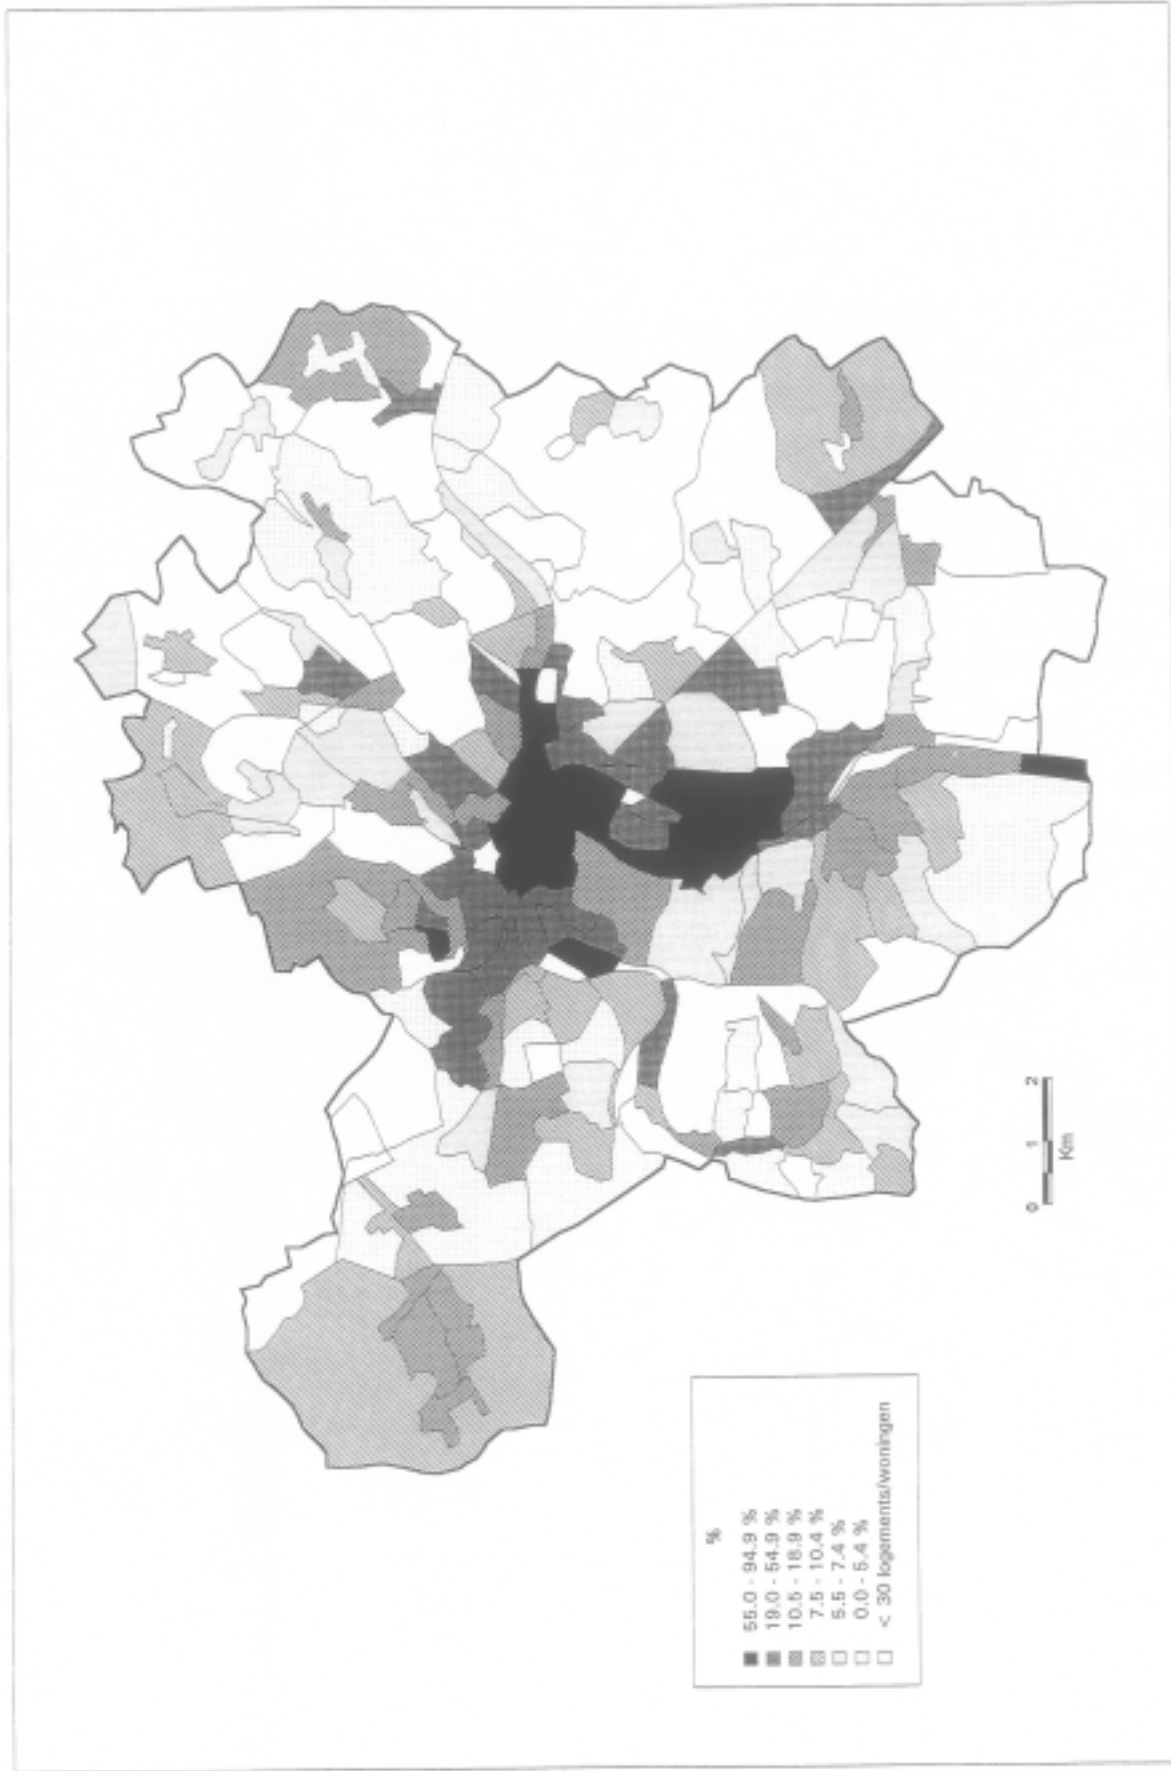 %
55.0 - 94.9 %
19.0 - 54.9 %
10.5 - 18.9 %
7.5 - 10.4 %
5.5 - 7.4 %
0.0 - 5.4 %
< 30 logements/woningen
0 1 2
Km